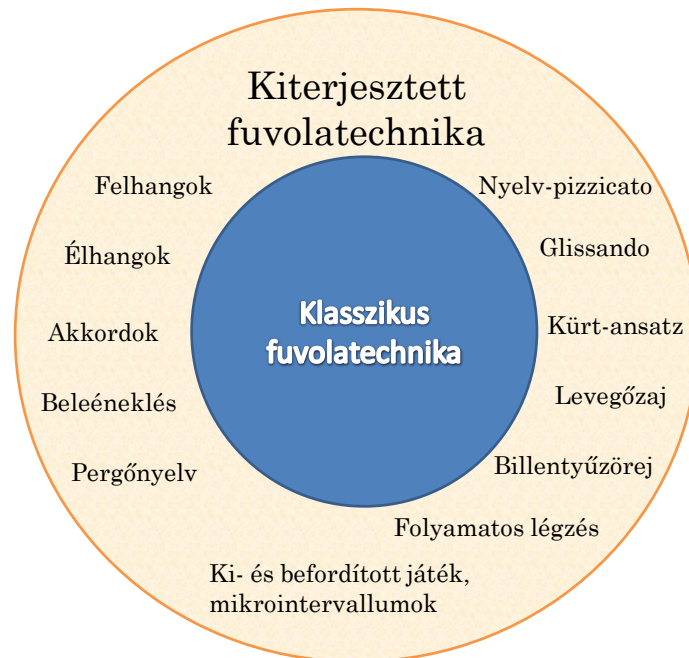 Kiterjesztett
fuvolatechnika
Felhangok
Nyelv-pizzicato
Élhangok
Glissando
Klasszikus
fuvolatechnika
Akkordok
Kürt-ansatz
Beleéneklés
Levegőzaj
Pergőnyelv
Billentyűzörej
Folyamatos légzés
Ki- és befordított játék,
mikrointervallumok